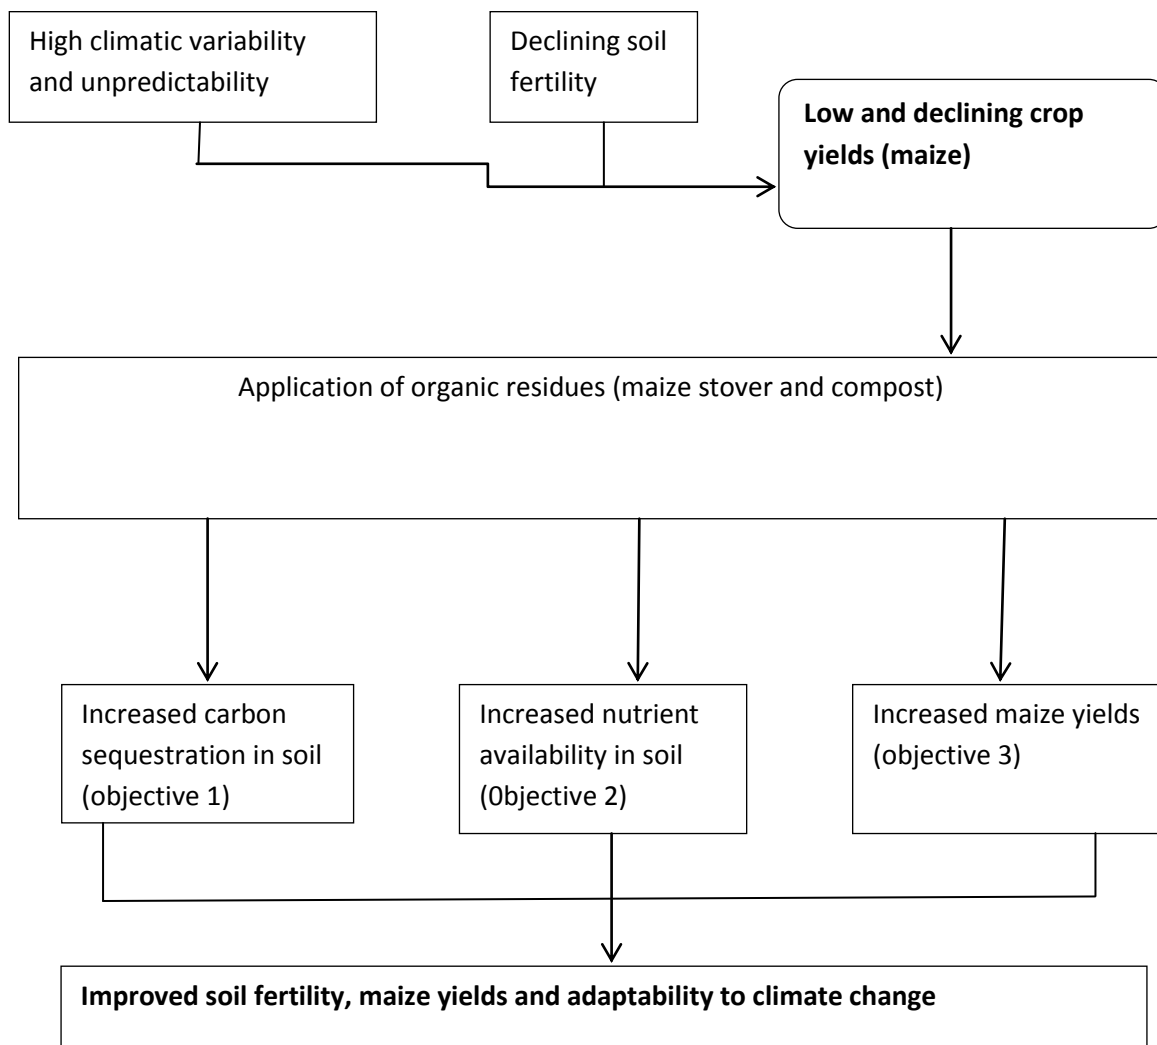 High climatic variability
and unpredictability
Declining soil
fertility
Low and declining crop
yields (maize)
Application of organic residues (maize stover and compost)
Increased carbon
sequestration in soil
(objective 1)
Increased nutrient
availability in soil
(0bjective 2)
Increased maize yields
(objective 3)
Improved soil fertility, maize yields and adaptability to climate change